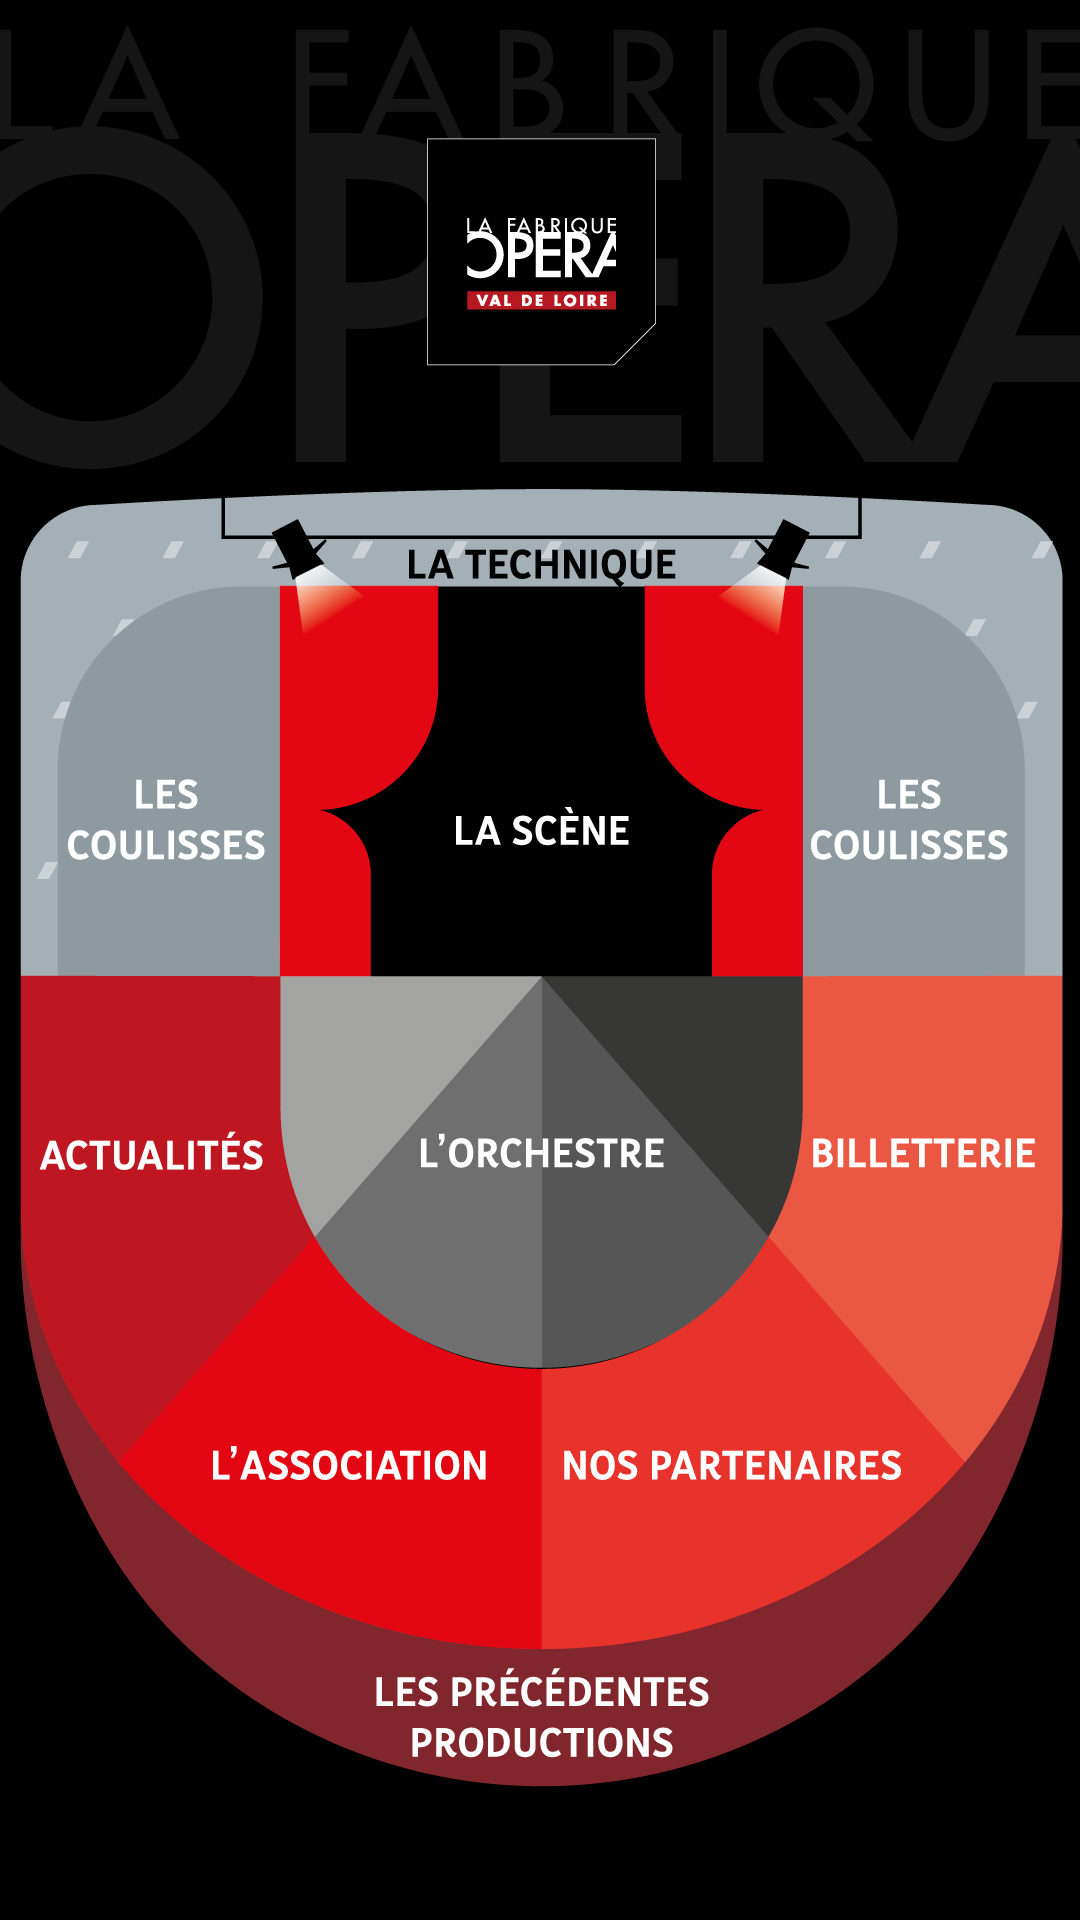 LA FABRIQUE
OPERA
LA FABRIQUE
OPERA
VAL DE LOIRE
LA TECHNIQUE
LES
COULISSES
LA SCÈNE
LES
COULISSES
ACTUALITÉS
L'ORCHESTRE
BILLETTERIE
L'ASSOCIATION
NOS PARTENAIRES
LES PRÉCÉDENTES
PRODUCTIONS